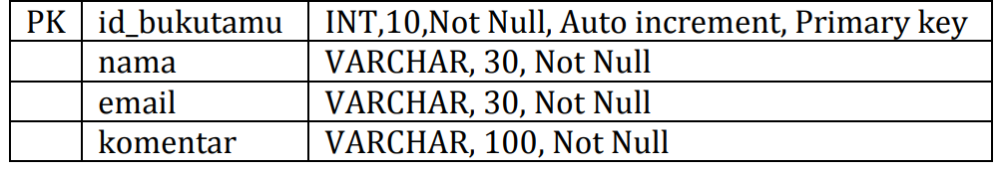 PK id_bukutamu INT,10,Not Null, Auto increment, Primary key
nama VARCHAR, 30, Not Null
email VARCHAR, 30, Not Null
komentar VARCHAR, 100, Not Null